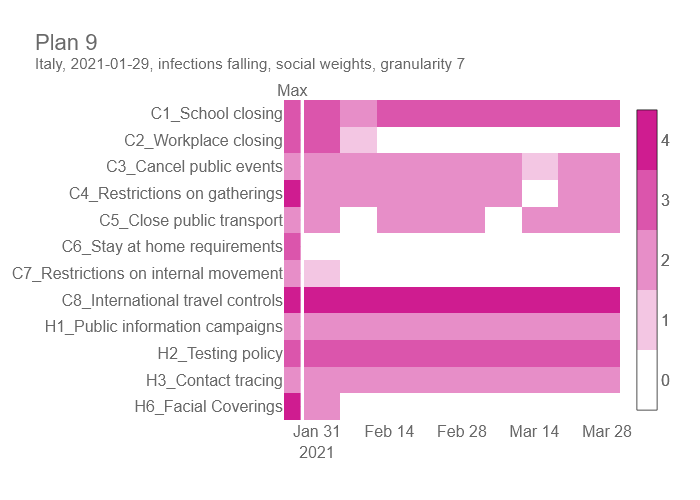 Plan 9
Italy, 2021-01-29, infections falling, social weights, granularity 7
Max
C1_School closing
C2_Workplace closing
C3_Cancel public events
C4_Restrictions on gatherings
C5_Close public transport
C6_Stay at home requirements
C7_Restrictions on internal movement
C8_International travel controls
H1_Public information campaigns
H2_Testing policy
H3_Contact tracing
H6_Facial Coverings
4
3
2
1
0
Jan 31 Feb 14 Feb 28 Mar 14 Mar 28
2021